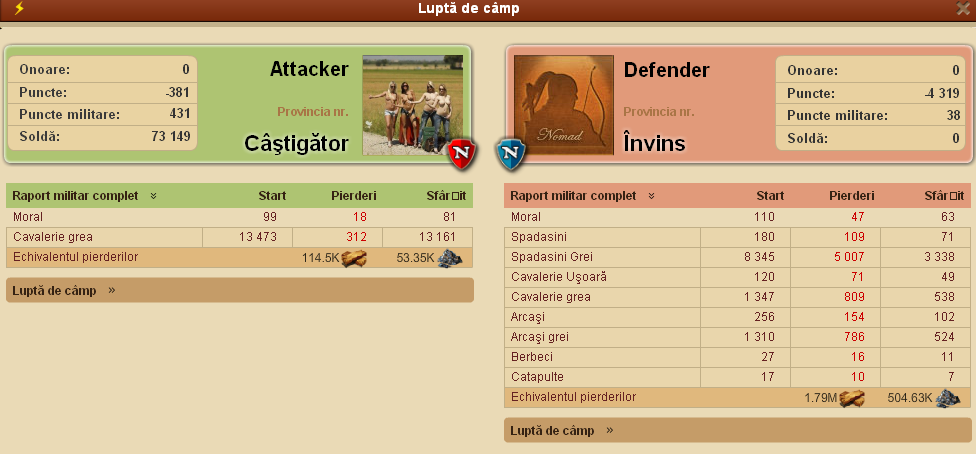 Luptă de câmp
Onoare: 0
Puncte: -381
Puncte militare: 431
Soldă: 73 149
Attacker
Provincia nr.
Câştigător
N
N
Nomad
Defender
Provincia nr.
Învins
Onoare: 0
Puncte: -4 319
Puncte militare: 38
Soldă: 0
Raport militar complet Start Pierderi Sfâr□it
Moral 99 18 81
Cavalerie grea 13 473 312 13 161
Echivalentul pierderilor 114.5K 53.35K
Luptă de câmp »
Raport militar complet Start Pierderi Sfâr□it
Moral 110 47 63
Spadasini 180 109 71
Spadasini Grei 8 345 5 007 3 338
Cavalerie Uşoară 120 71 49
Cavalerie grea 1 347 809 538
Arcaşi 256 154 102
Arcaşi grei 1 310 786 524
Berbeci 27 16 11
Catapulte 17 10 7
Echivalentul pierderilor 1.79M 504.63K
Luptă de câmp »